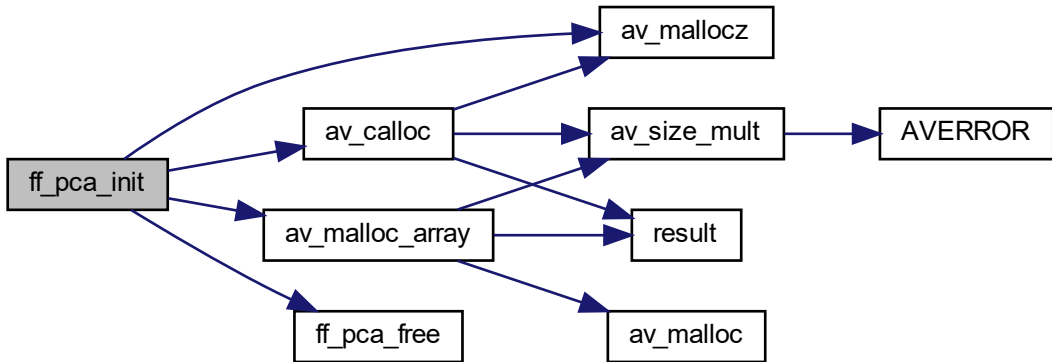 av_mallocz
av_calloc
av_size_mult
AVERROR
ff_pca_init
av_malloc_array
result
ff_pca_free
av_malloc